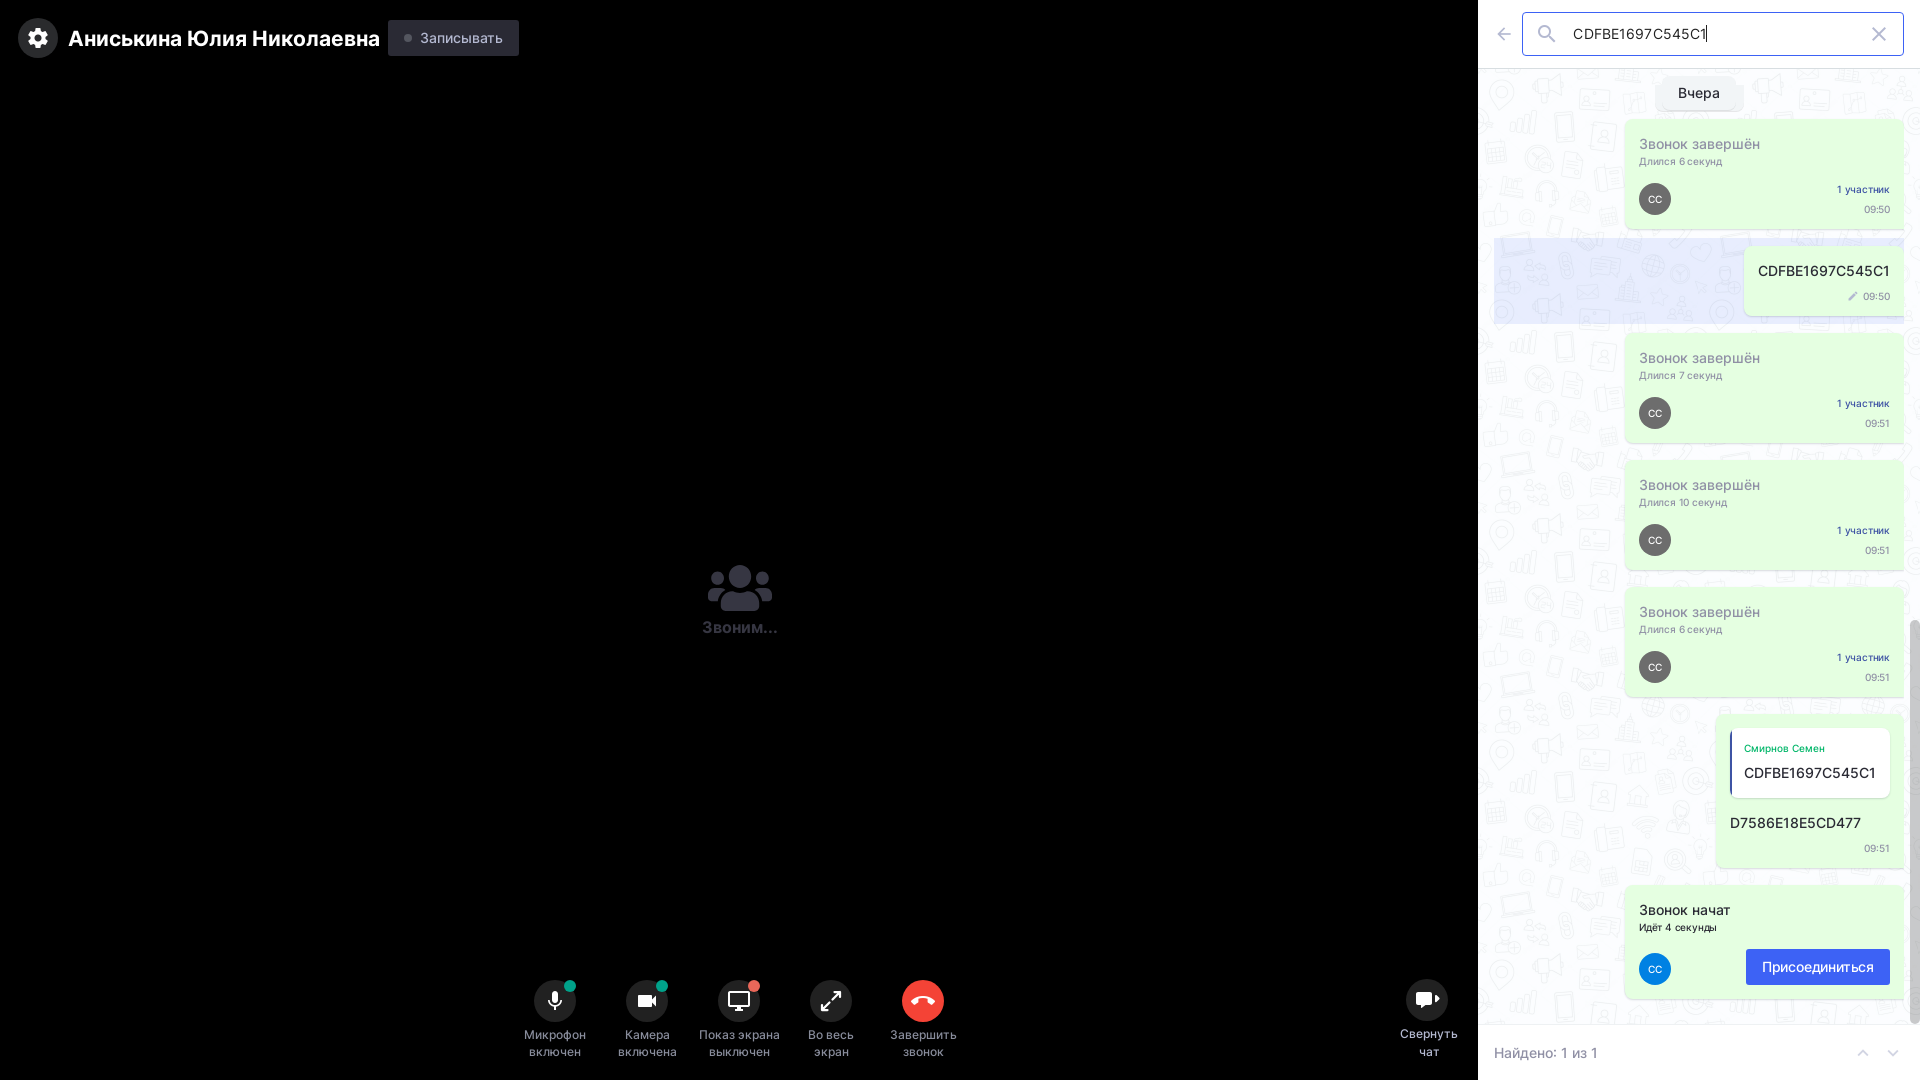 Аниськина Юлия Николаевна
Записывать
Звоним...
Микрофон
включен
Камера
включена
Показ экрана
выключен
Во весь
экран
Завершить
звонок
Свернуть
чат
CDFBE1697C545C1
Вчера
Звонок завершён
Длился 6 секунд
CC
1 участник
09:50
CDFBE1697C545C1
09:50
Звонок завершён
Длился 7 секунд
CC
1 участник
09:51
Звонок завершён
Длился 10 секунд
CC
1 участник
09:51
Звонок завершён
Длился 6 секунд
CC
1 участник
09:51
Смирнов Семен
CDFBE1697C545C1
D7586E18E5CD477
09:51
Звонок начат
Идёт 4 секунды
CC
Присоединиться
Найдено: 1 из 1